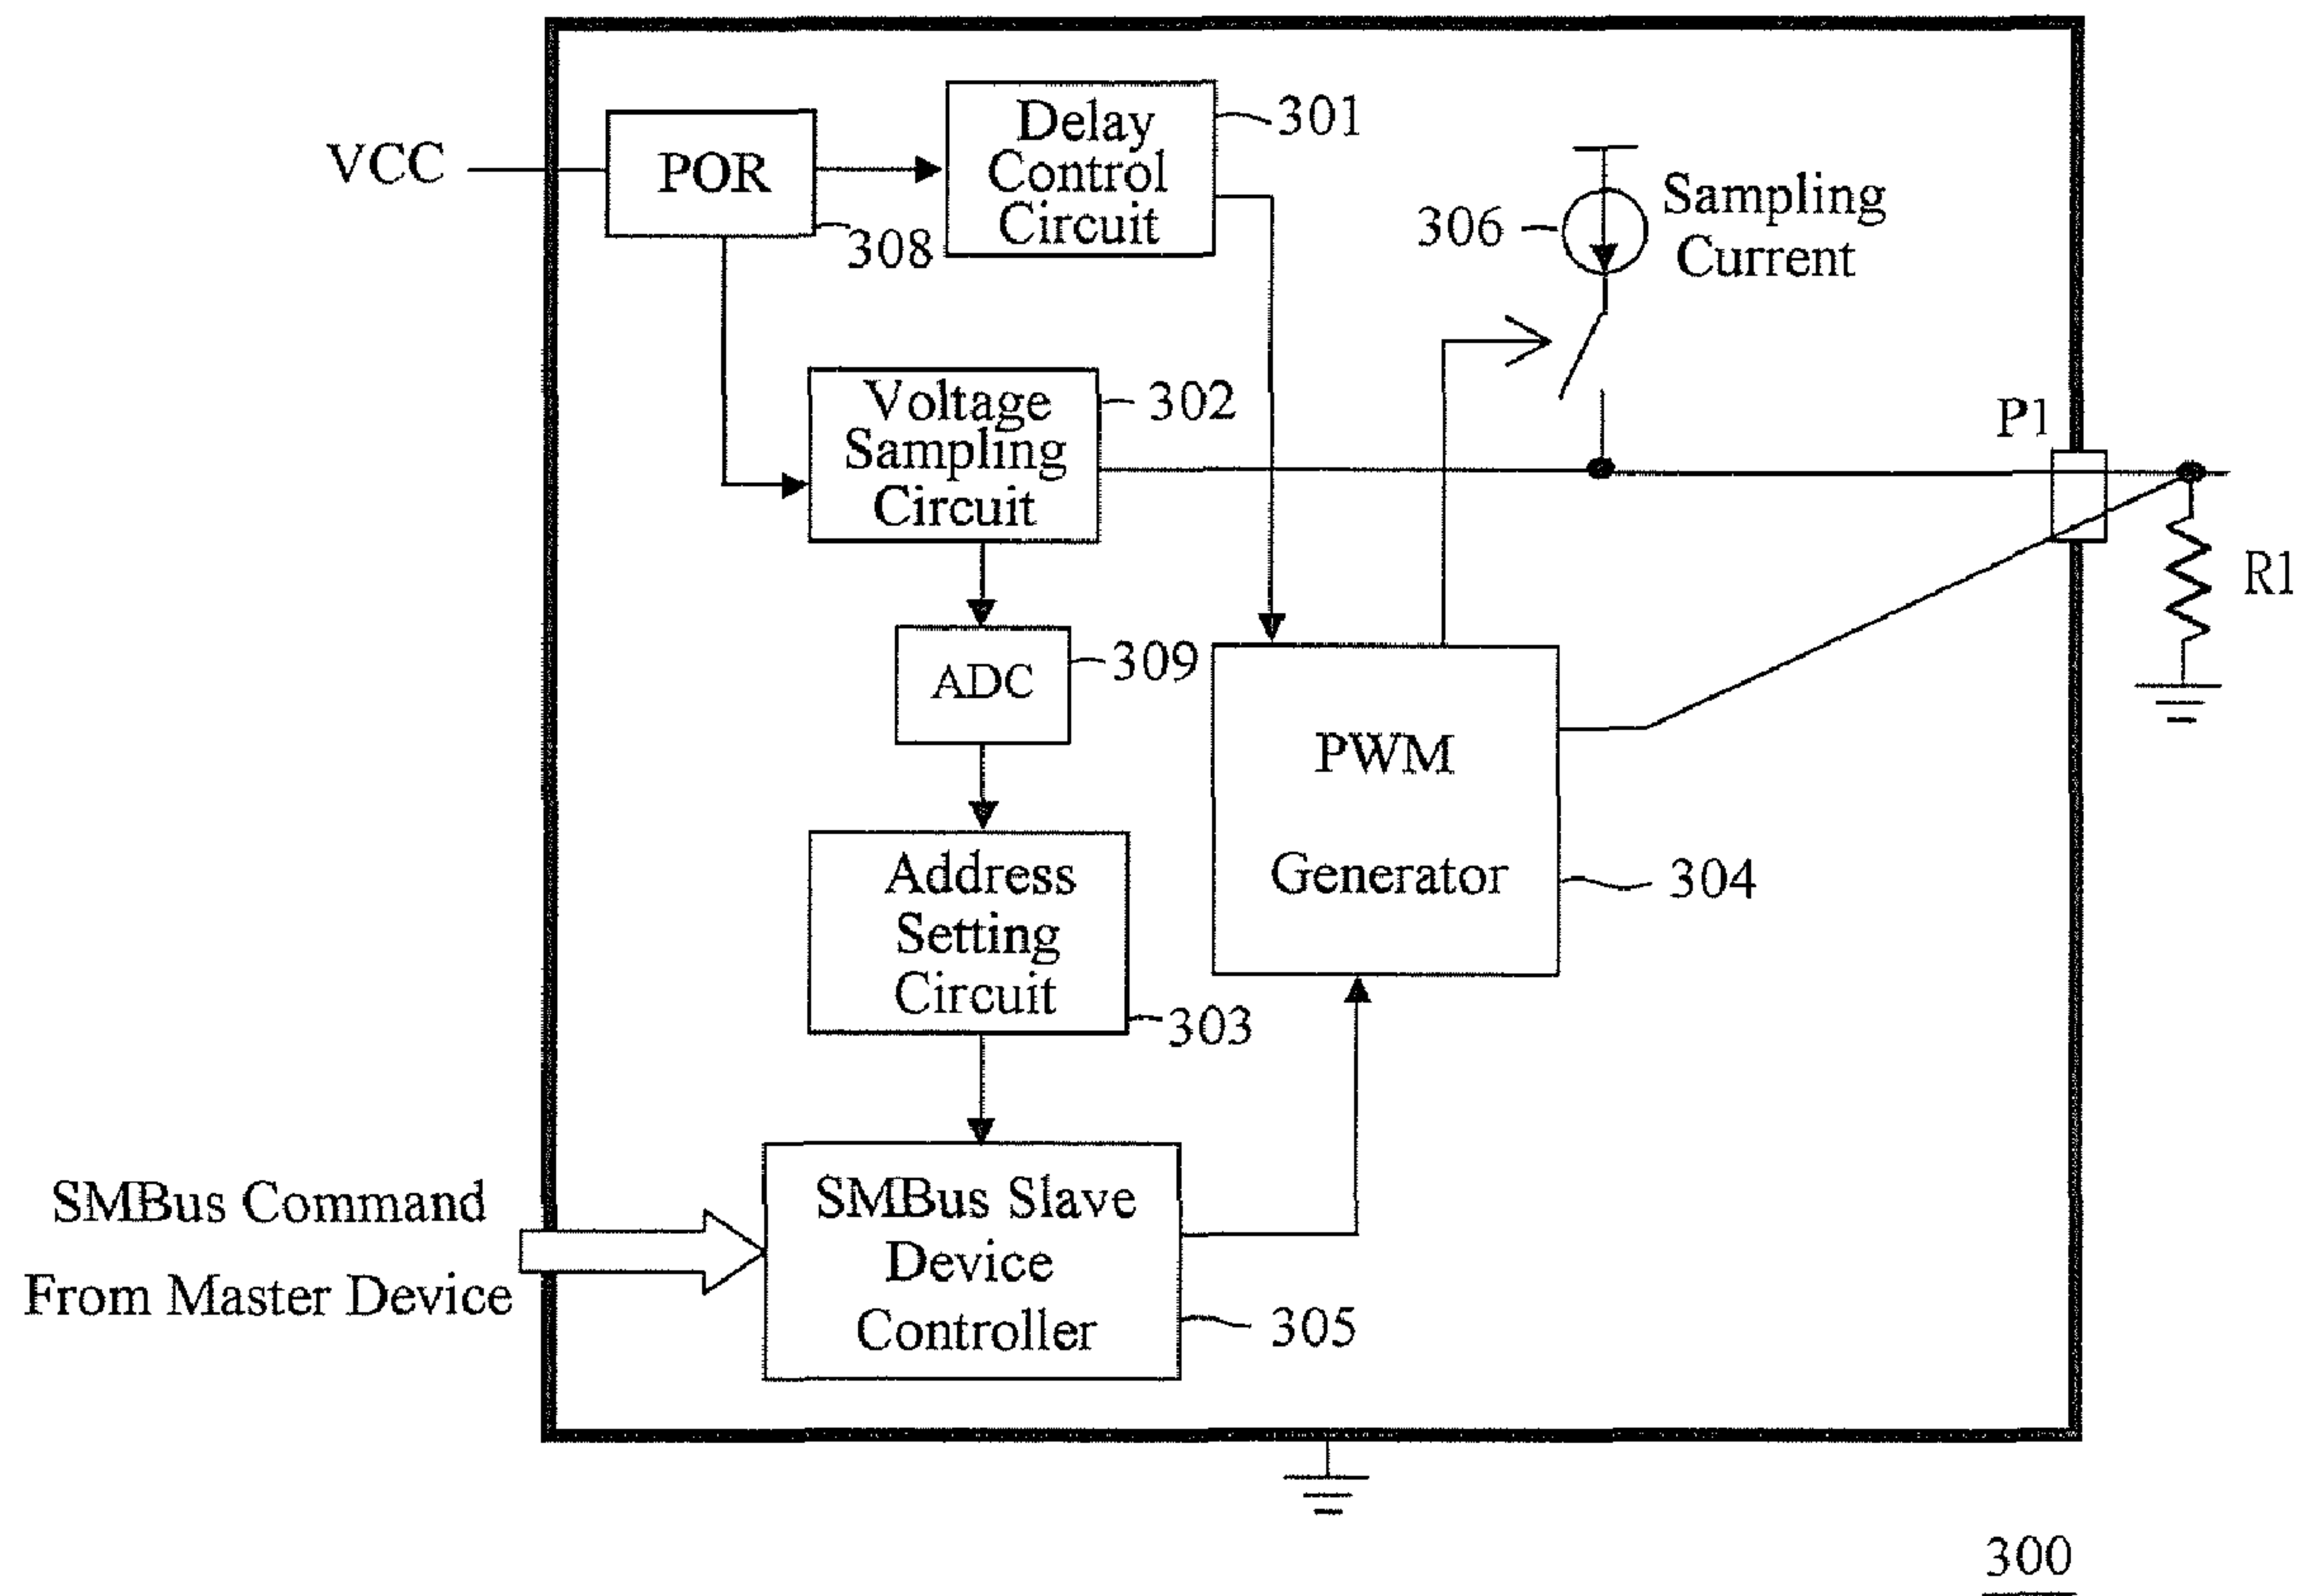 VCC
POR
308
Delay
Control
Circuit
301
306
Sampling
Current
Voltage
Sampling
Circuit
302
P1
R1
ADC
309
PWM
Generator
304
Address
Setting
Circuit
303
SMBus Command
From Master Device
SMBus Slave
Device
Controller
305
300